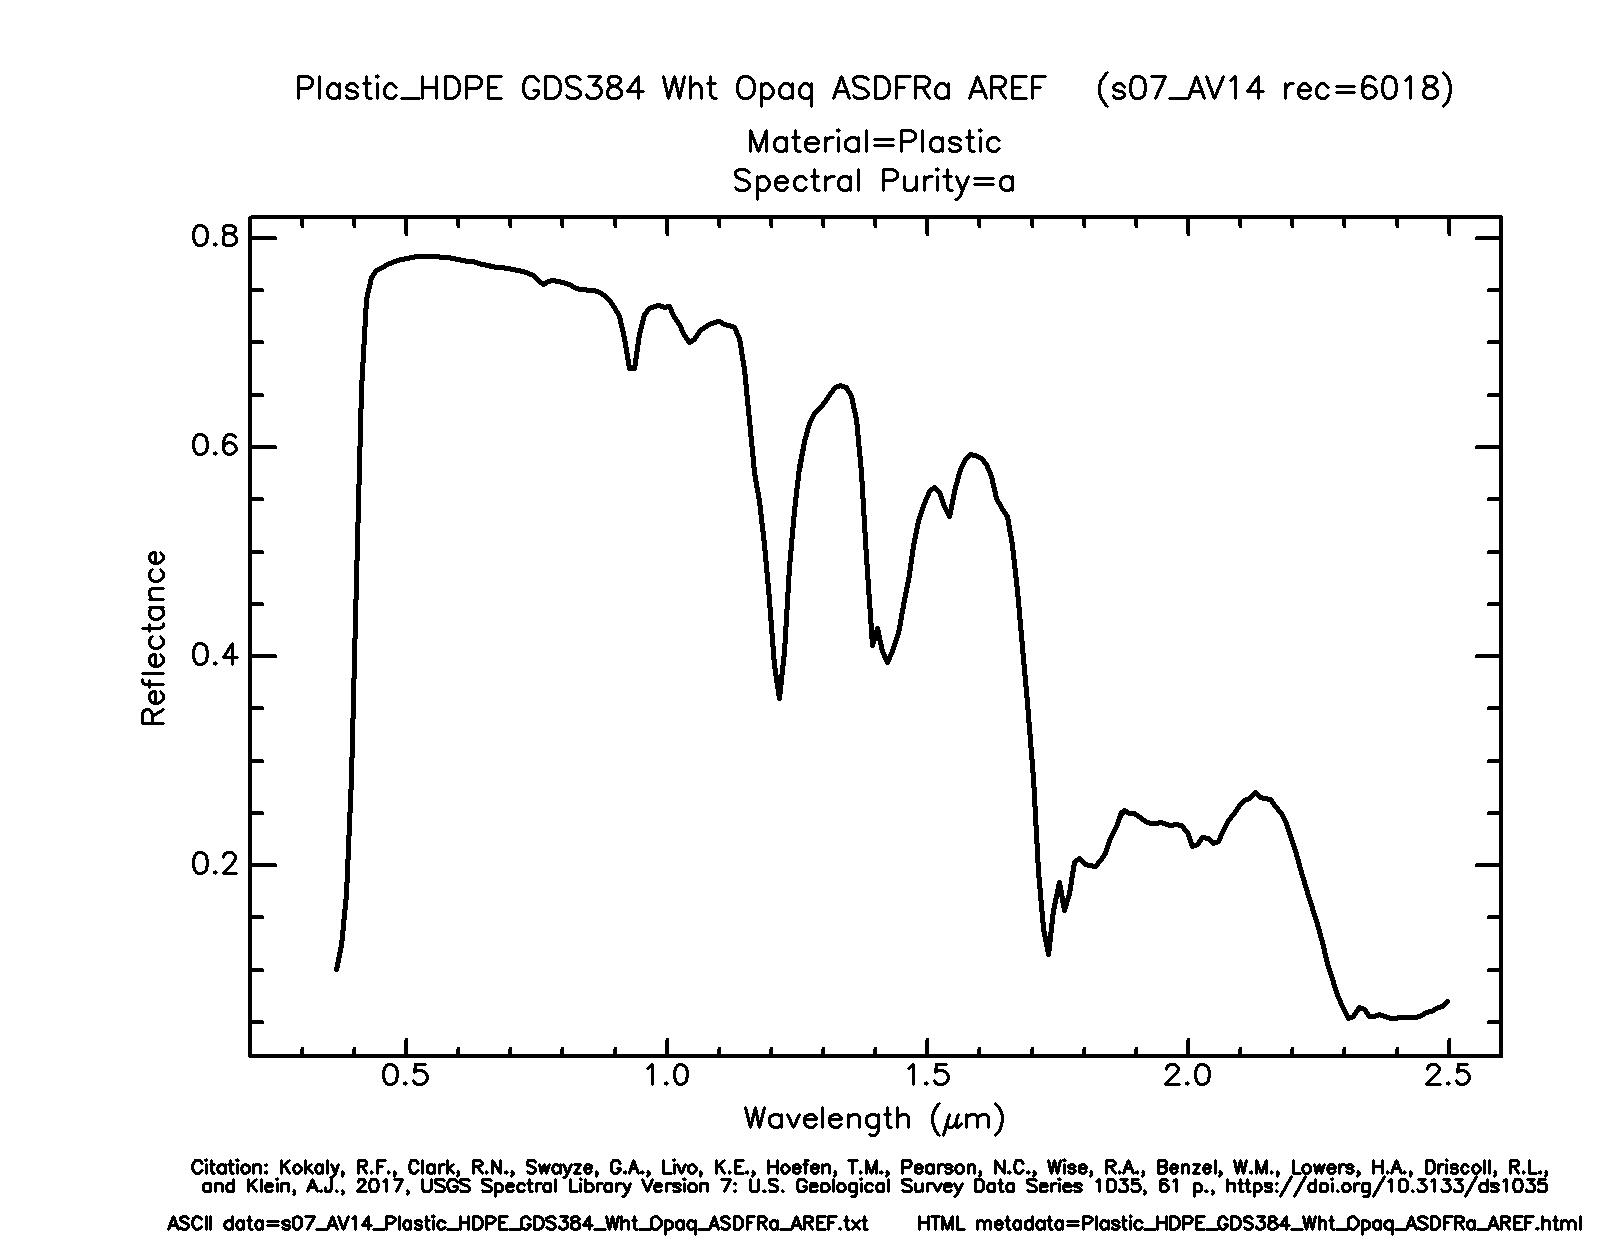 Plastic_HDPE GDS384 Wht Opaq ASDFRa AREF (s07_AV14 rec=6018)
Material=Plastic
Spectral Purity=a
0.8
0.6
0.4
0.2
Reflectance
0.5 1.0 1.5 2.0 2.5
Wavelength (μm)
Citation: Kokaly, R.F., Clark, R.N., Swayze, G.A., Livo, K.E., Hoefen, T.M., Pearson, N.C., Wise, R.A., Benzel, W.M., Lowers, H.A., Driscoll, R.L.,
and Klein, A.J., 2017, USGS Spectral Library Version 7: U.S. Geological Survey Data Series 1035, 61 p., https://doi.org/10.3133/ds1035
ASCII data=s07_AV14_Plastic_HDPE_GDS384_Wht_Opaq_ASDFRa_AREF.txt HTML metadata=Plastic_HDPE_GDS384_Wht_Opaq_ASDFRa_AREF.html